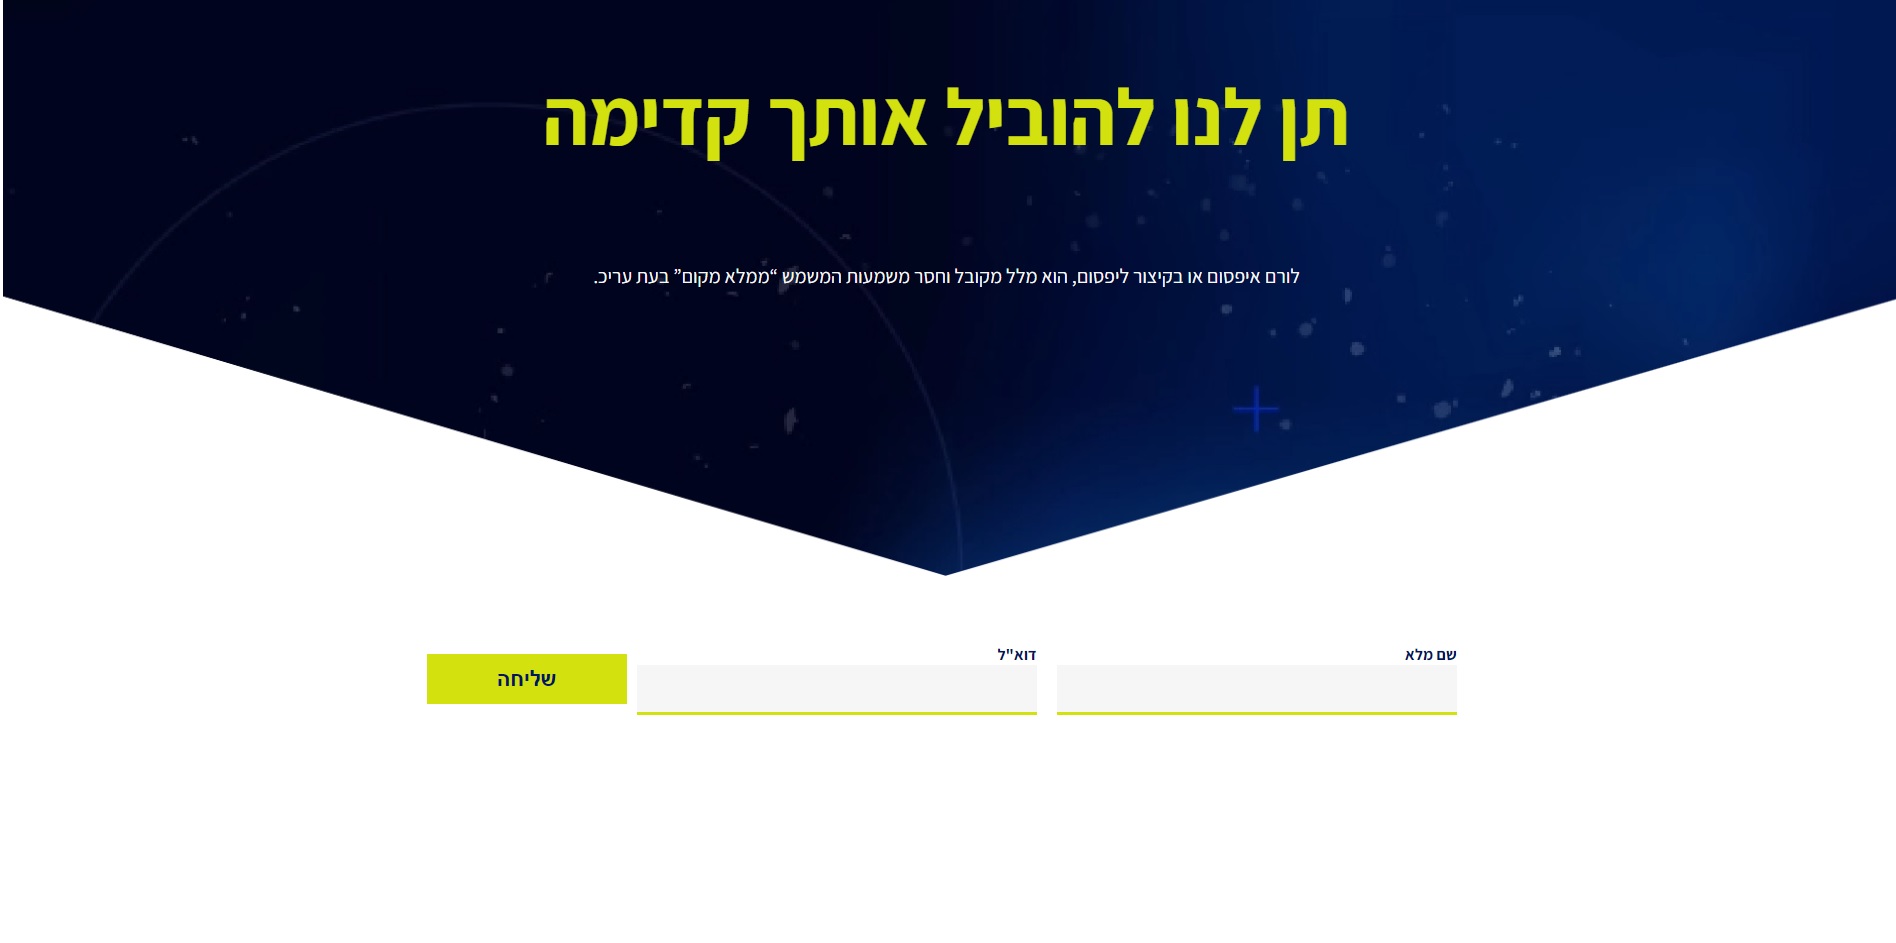 תן לנו להוביל אותך קדימה
לורם איפסום או בקיצור ליפסום, הוא מלל מקובל וחסר משמעות המשמש “ממלא מקום” בעת עריכ.
שם מלא
דוא"ל
שליחה